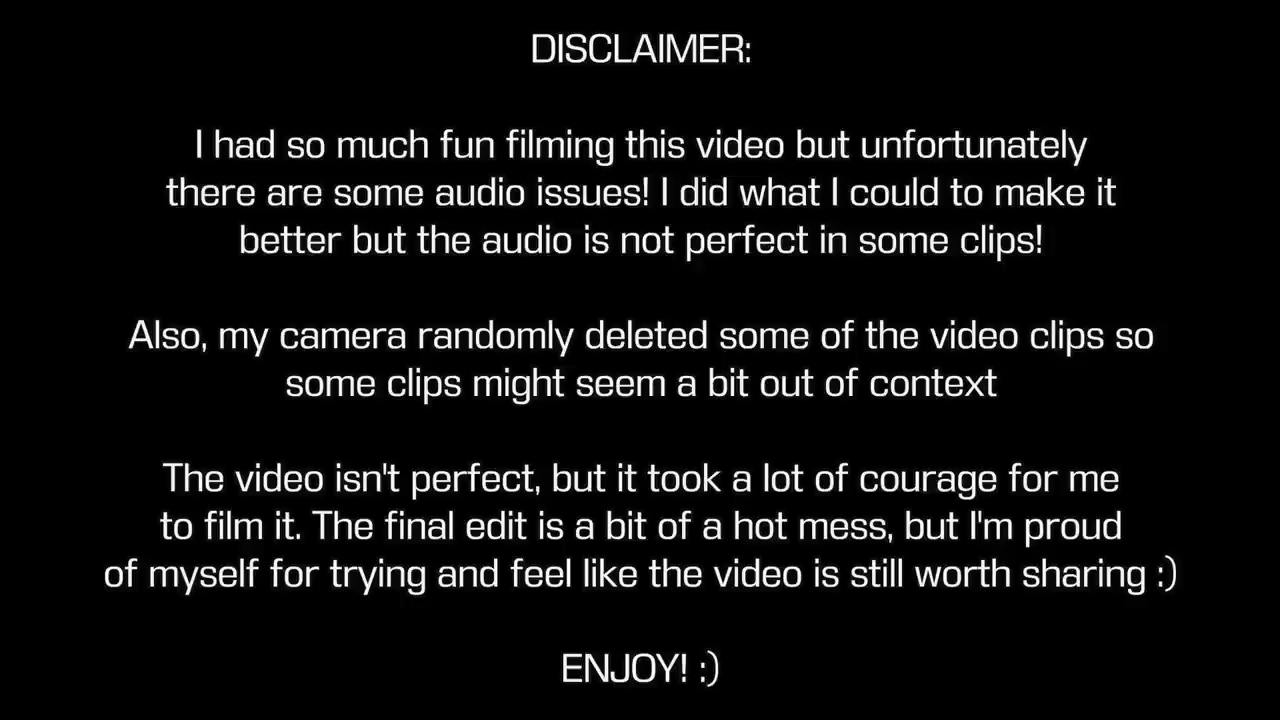 DISCLAIMER:
I had so much fun filming this video but unfortunately
there are some audio issues! I did what I could to make it
better but the audio is not perfect in some clips!
Also, my camera randomly deleted some of the video clips so
some clips might seem a bit out of context
The video isn't perfect, but it took a lot of courage for me
to film it. The final edit is a bit of a hot mess, but I'm proud
of myself for trying and feel like the video is still worth sharing :)
ENJOY! :)